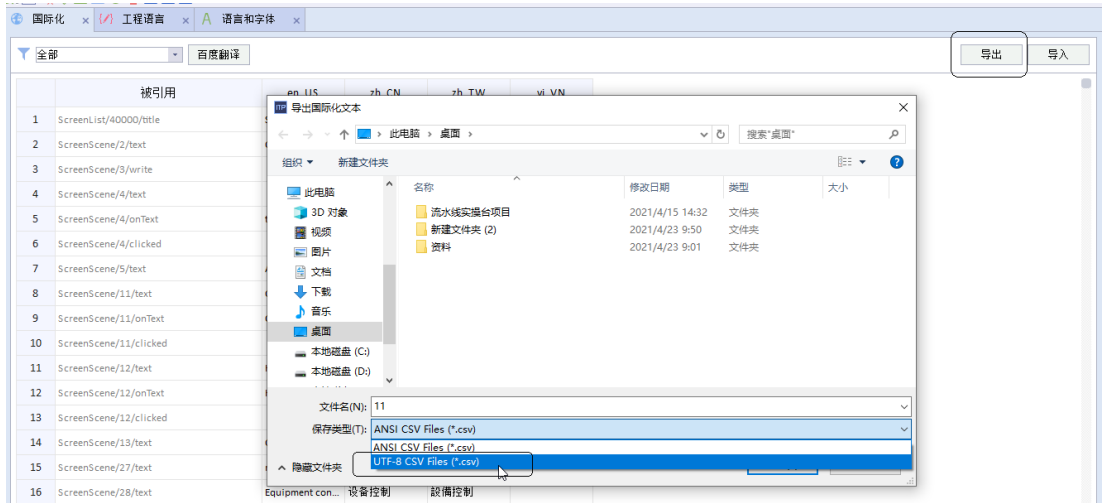 国际化 × 工程语言 × A 语言和字体 ×
全部 百度翻译 导出 导入
被引用 en_US zh_CN zh_TW vi_VN
1 ScreenList/40000/title
2 ScreenScene/2/text
3 ScreenScene/3/write
4 ScreenScene/4/text
5 ScreenScene/4/onText
6 ScreenScene/4/clicked
7 ScreenScene/5/text
8 ScreenScene/11/text
9 ScreenScene/11/onText
10 ScreenScene/11/clicked
11 ScreenScene/12/text
12 ScreenScene/12/onText
13 ScreenScene/12/clicked
14 ScreenScene/13/text
15 ScreenScene/27/text
16 ScreenScene/28/text Equipment con... 设备控制 設備控制
ITP 导出国际化文本 ×
此电脑 › 桌面 ›
搜索"桌面"
组织 新建文件夹
此电脑
3D 对象
视频
图片
文档
下载
音乐
桌面
本地磁盘 (C:)
本地磁盘 (D:)
名称 修改日期 类型 大小
流水线实操台项目 2021/4/15 14:32 文件夹
新建文件夹 (2) 2021/4/23 9:50 文件夹
资料 2021/4/23 9:01 文件夹
文件名(N): 11
保存类型(T): ANSI CSV Files (*.csv)
ANSI CSV Files (*.csv)
UTF-8 CSV Files (*.csv)
隐藏文件夹